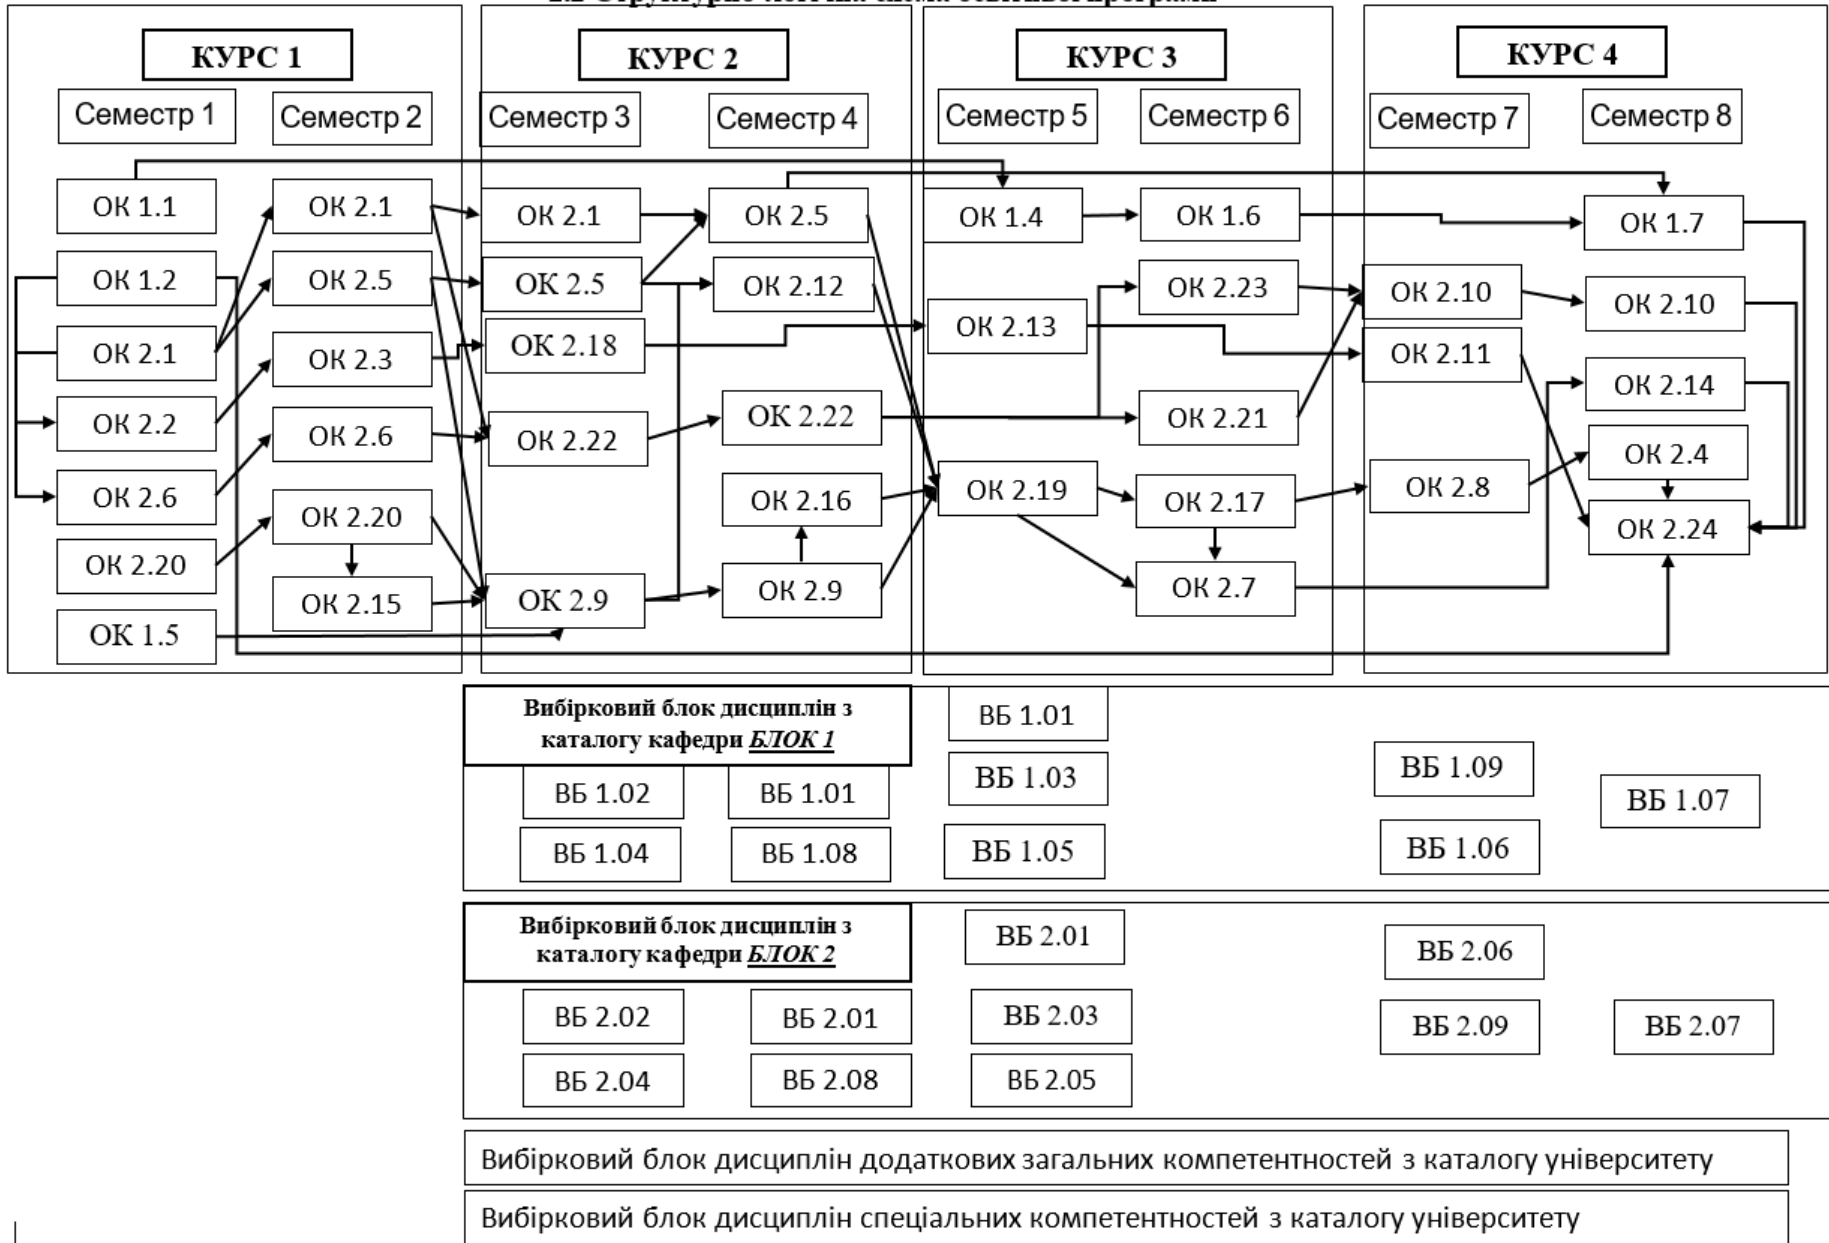 КУРС 1
КУРС 2
КУРС 3
КУРС 4
Семестр 1
Семестр 2
Семестр 3
Семестр 4
Семестр 5
Семестр 6
Семестр 7
Семестр 8
ОК 1.1
ОК 2.1
ОК 2.1
ОК 2.5
ОК 1.4
ОК 1.6
ОК 1.7
ОК 1.2
ОК 2.5
ОК 2.5
ОК 2.12
ОК 2.23
ОК 2.10
ОК 2.10
ОК 2.1
ОК 2.3
ОК 2.18
ОК 2.13
ОК 2.11
ОК 2.14
ОК 2.2
ОК 2.6
ОК 2.22
ОК 2.22
ОК 2.21
ОК 2.4
ОК 2.6
ОК 2.20
ОК 2.16
ОК 2.19
ОК 2.17
ОК 2.8
ОК 2.24
ОК 2.20
ОК 2.15
ОК 2.9
ОК 2.9
ОК 2.7
ОК 1.5
Вибірковий блок дисциплін з
каталогу кафедри БЛОК 1
ВБ 1.01
ВБ 1.03
ВБ 1.09
ВБ 1.02
ВБ 1.01
ВБ 1.07
ВБ 1.04
ВБ 1.08
ВБ 1.05
ВБ 1.06
Вибірковий блок дисциплін з
каталогу кафедри БЛОК 2
ВБ 2.01
ВБ 2.06
ВБ 2.02
ВБ 2.01
ВБ 2.03
ВБ 2.09
ВБ 2.07
ВБ 2.04
ВБ 2.08
ВБ 2.05
Вибірковий блок дисциплін додаткових загальних компетентностей з каталогу університету
Вибірковий блок дисциплін спеціальних компетентностей з каталогу університету